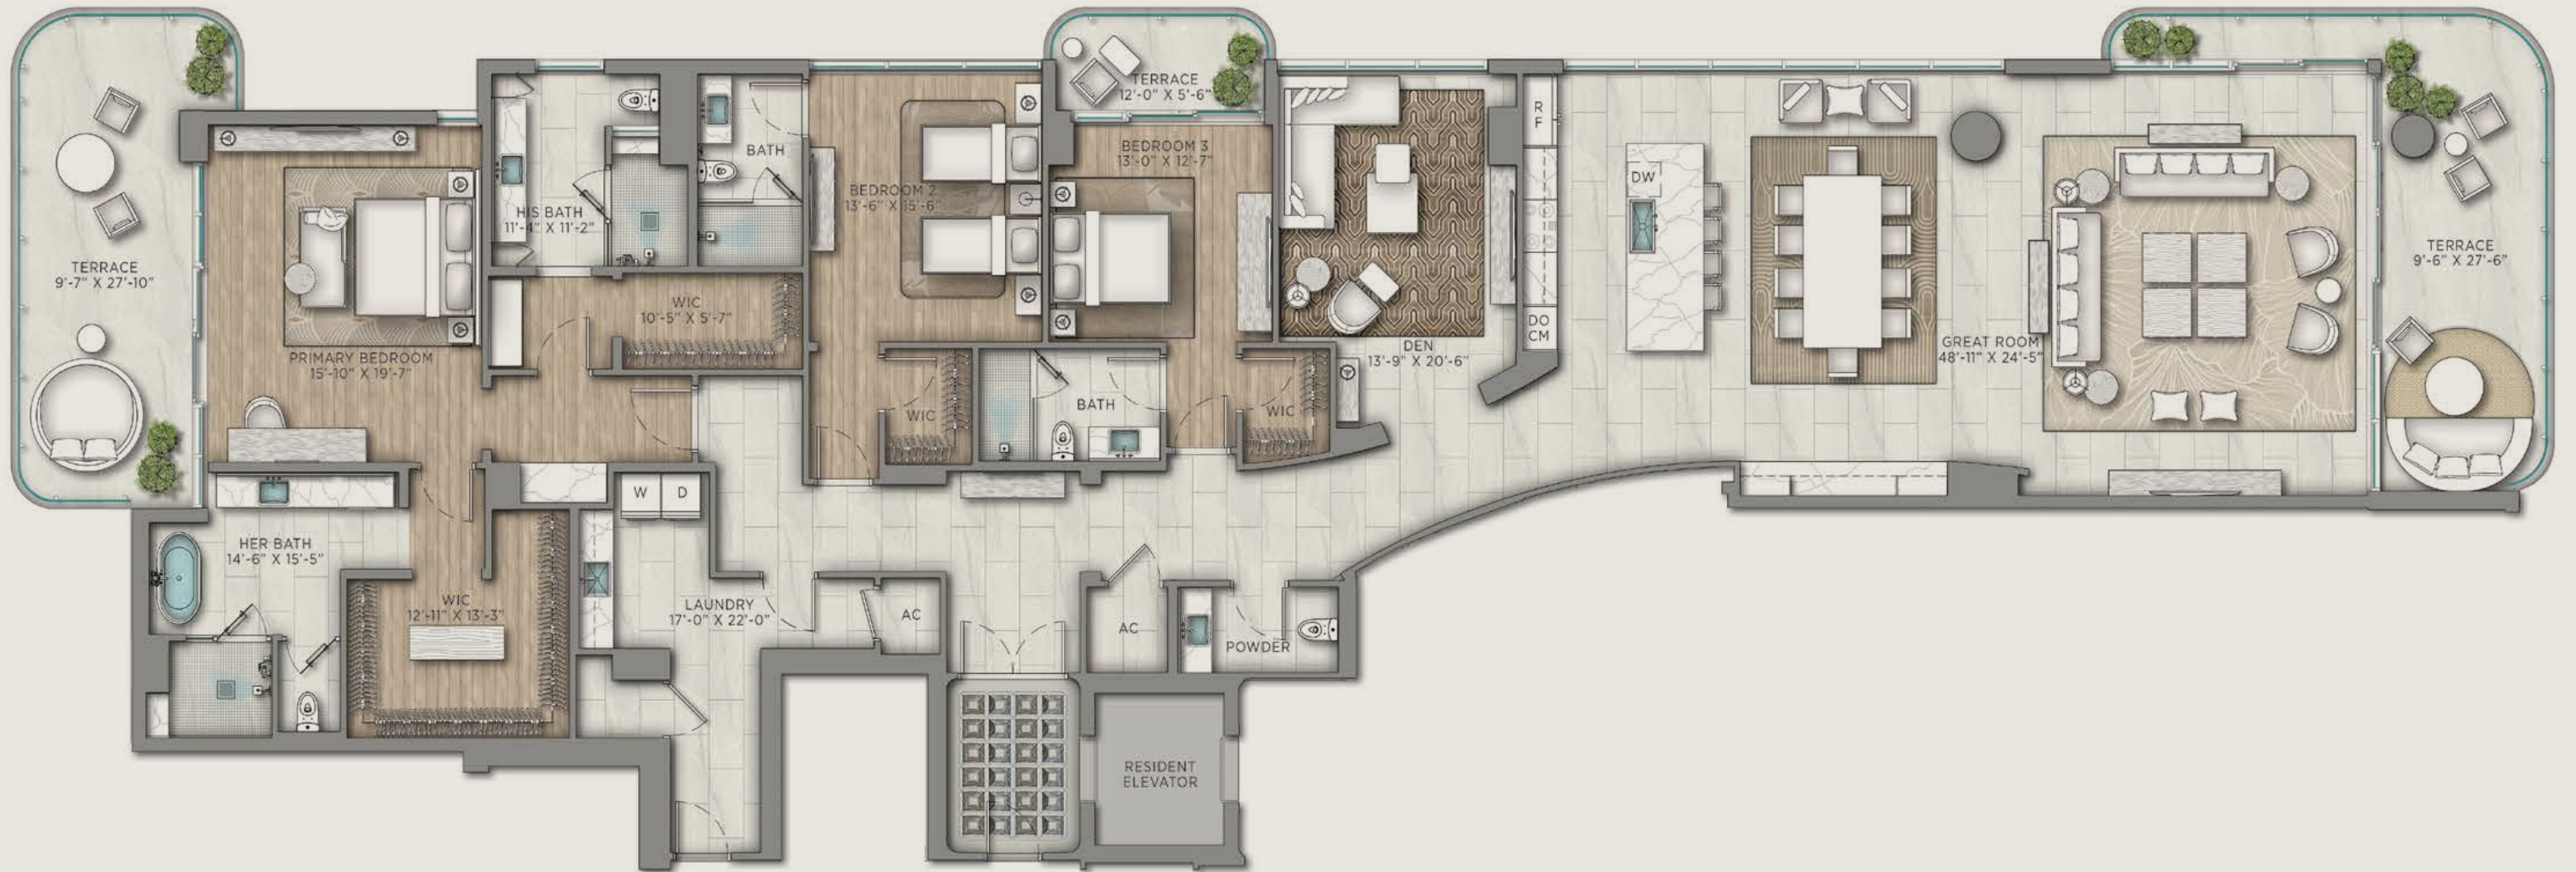 TERRACE
9'-7" X 27'-10"
PRIMARY BEDROOM
15'-10" X 19'-7"
HIS BATH
11'-4" X 11'-2"
BATH
WIC
10'-5" X 5'-7"
BEDROOM 2
13'-6" X 15'-6"
WIC
TERRACE
12'-0" X 5'-6"
BEDROOM 3
13'-0" X 12'-7"
BATH
WIC
DEN
13'-9" X 20'-6"
R
F
DO
CM
DW
GREAT ROOM
48'-11" X 24'-5"
TERRACE
9'-6" X 27'-6"
HER BATH
14'-6" X 15'-5"
WIC
12'-11" X 13'-3"
W
D
LAUNDRY
17'-0" X 22'-0"
AC
AC
POWDER
RESIDENT
ELEVATOR